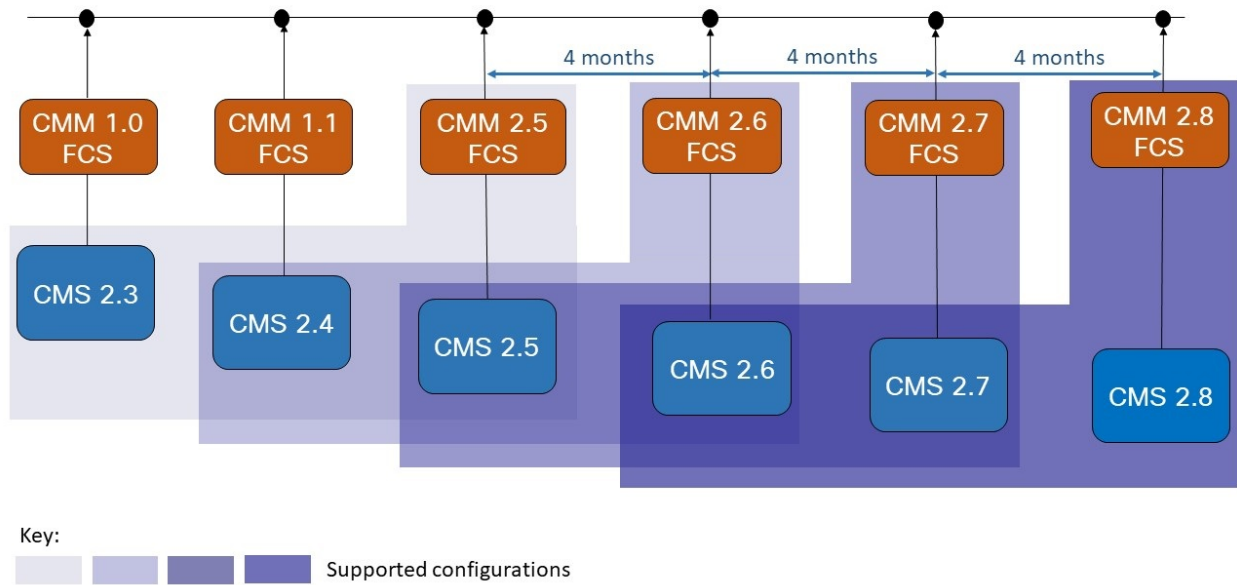 4 months
4 months
4 months
CMM 1.0
FCS
CMM 1.1
FCS
CMM 2.5
FCS
CMM 2.6
FCS
CMM 2.7
FCS
CMM 2.8
FCS
CMS 2.3
CMS 2.4
CMS 2.5
CMS 2.6
CMS 2.7
CMS 2.8
Key:
Supported configurations